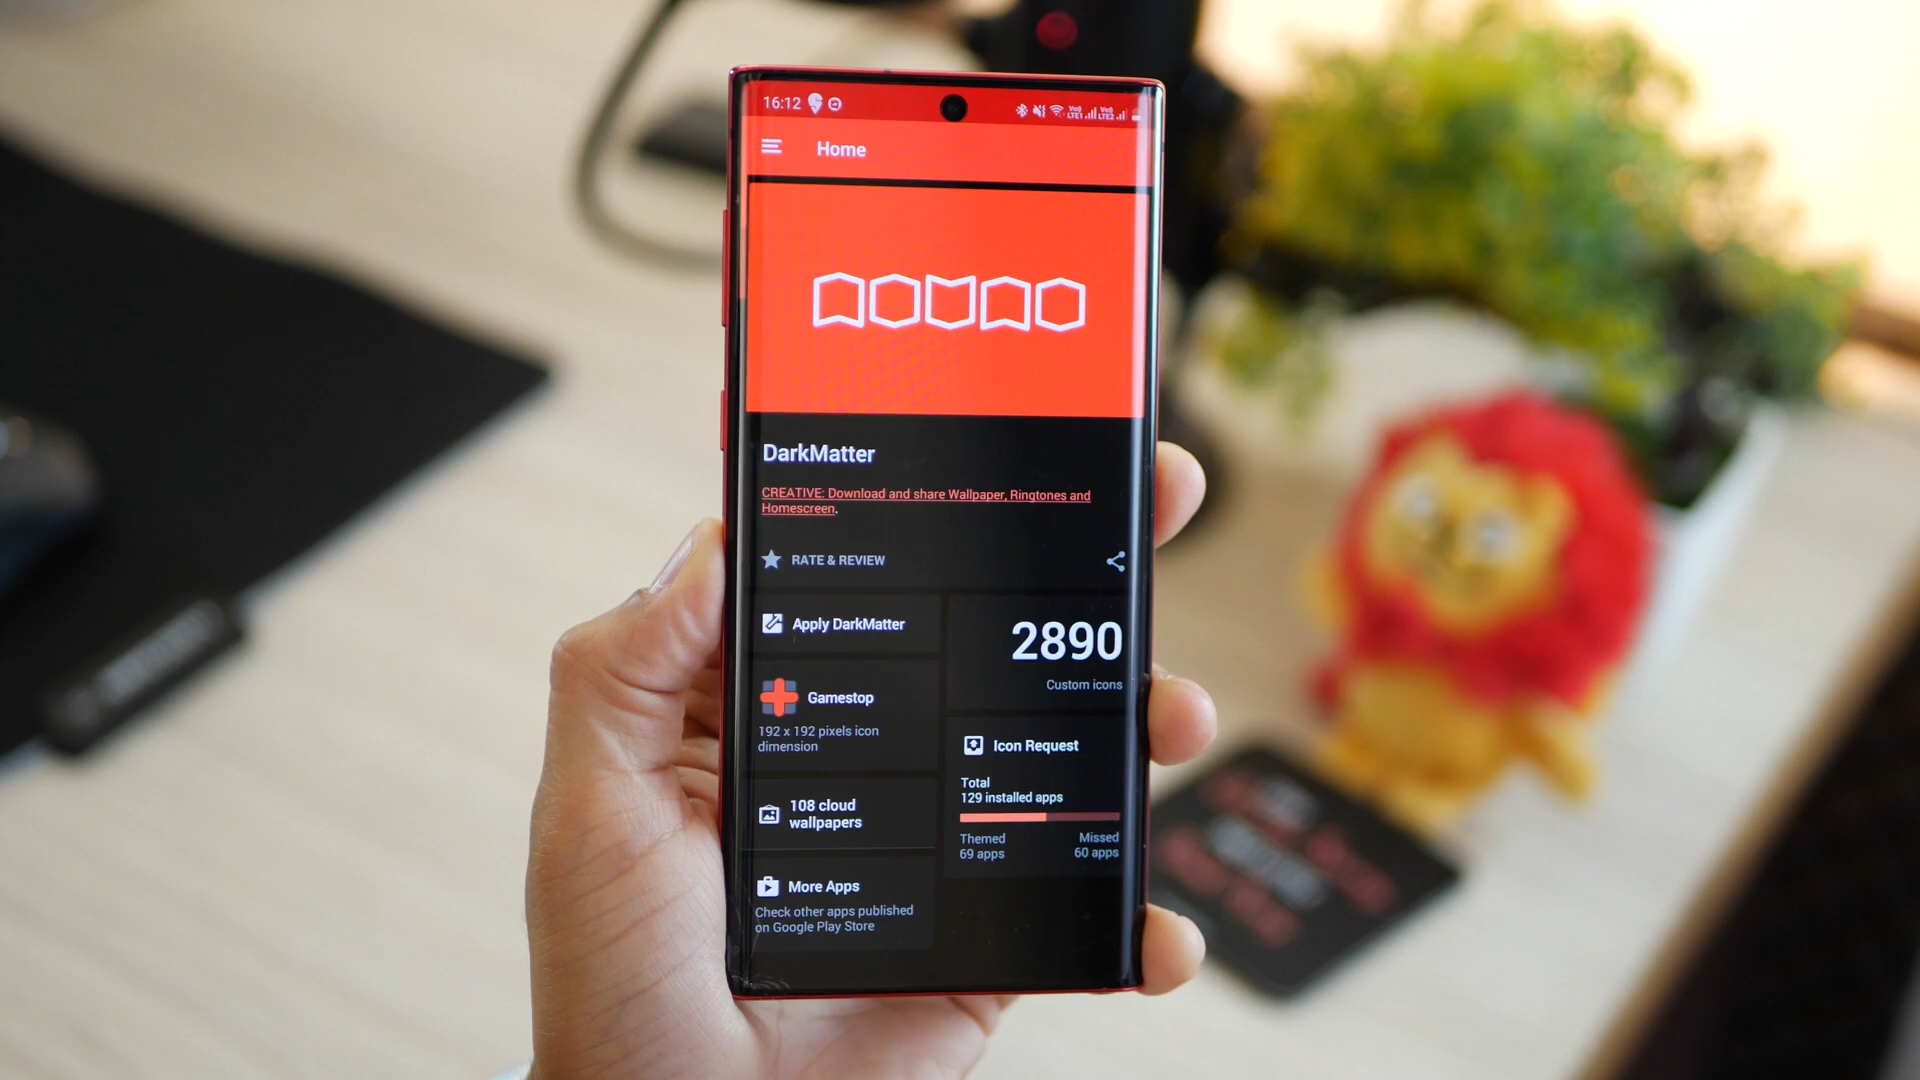 16:12
Home
DarkMatter
CREATIVE: Download and share Wallpaper, Ringtones and
Homescreen.
RATE & REVIEW
Apply DarkMatter
2890
Custom icons
Gamestop
192 x 192 pixels icon
dimension
Icon Request
Total
129 installed apps
Themed
69 apps
Missed
60 apps
108 cloud
wallpapers
More Apps
Check other apps published
on Google Play Store